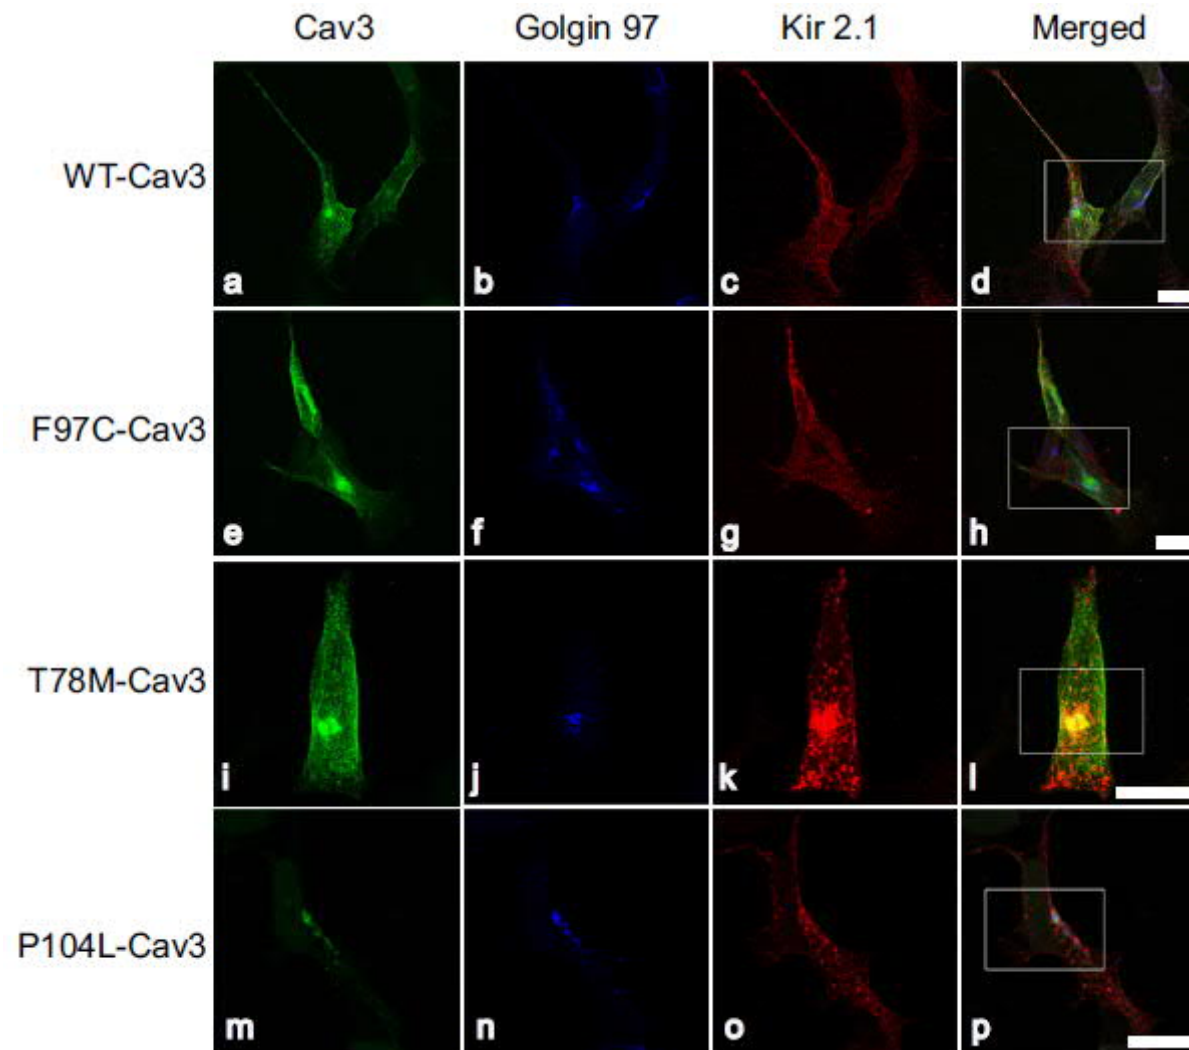 Cav3 Golgin 97 Kir 2.1 Merged
WT-Cav3
a b c d
F97C-Cav3
e f g h
T78M-Cav3
i j k l
P104L-Cav3
m n o p